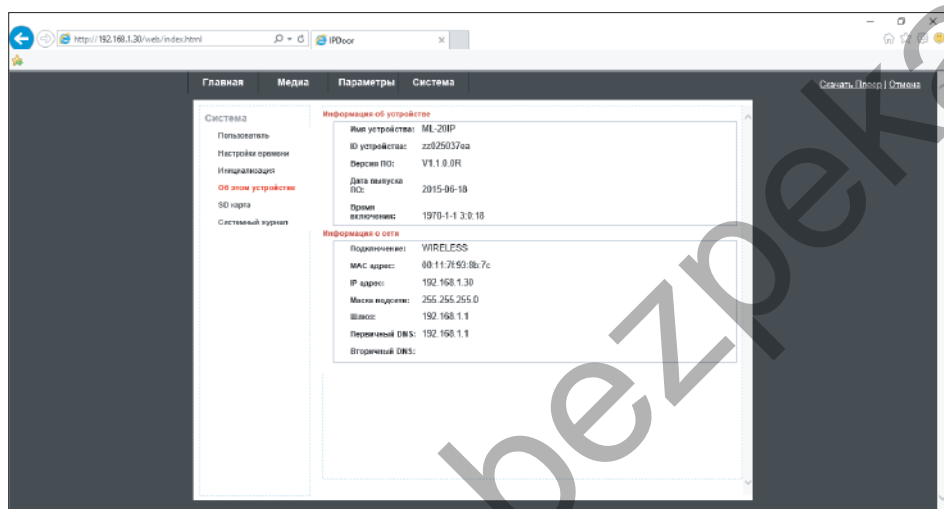 http://192.168.1.30/web/index.html
IPDoor
Главная Медиа Параметры Система
Скачать Плеер | Отмена
Система
Пользователь
Настройки времени
Инициализация
Об этом устройстве
SD карта
Системный журнал
Информация об устройстве
Имя устройства: ML-20IP
ID устройства: zz025037ea
Версия ПО: V1.1.0.0R
Дата выпуска
ПО: 2015-06-18
Время
включения: 1970-1-1 3:0:18
Информация о сети
Подключение: WIRELESS
MAC адрес: 00:11:7f:93:8b:7c
IP адрес: 192.168.1.30
Маска подсети: 255.255.255.0
Шлюз: 192.168.1.1
Первичный DNS: 192.168.1.1
Вторичный DNS:
bezpeka